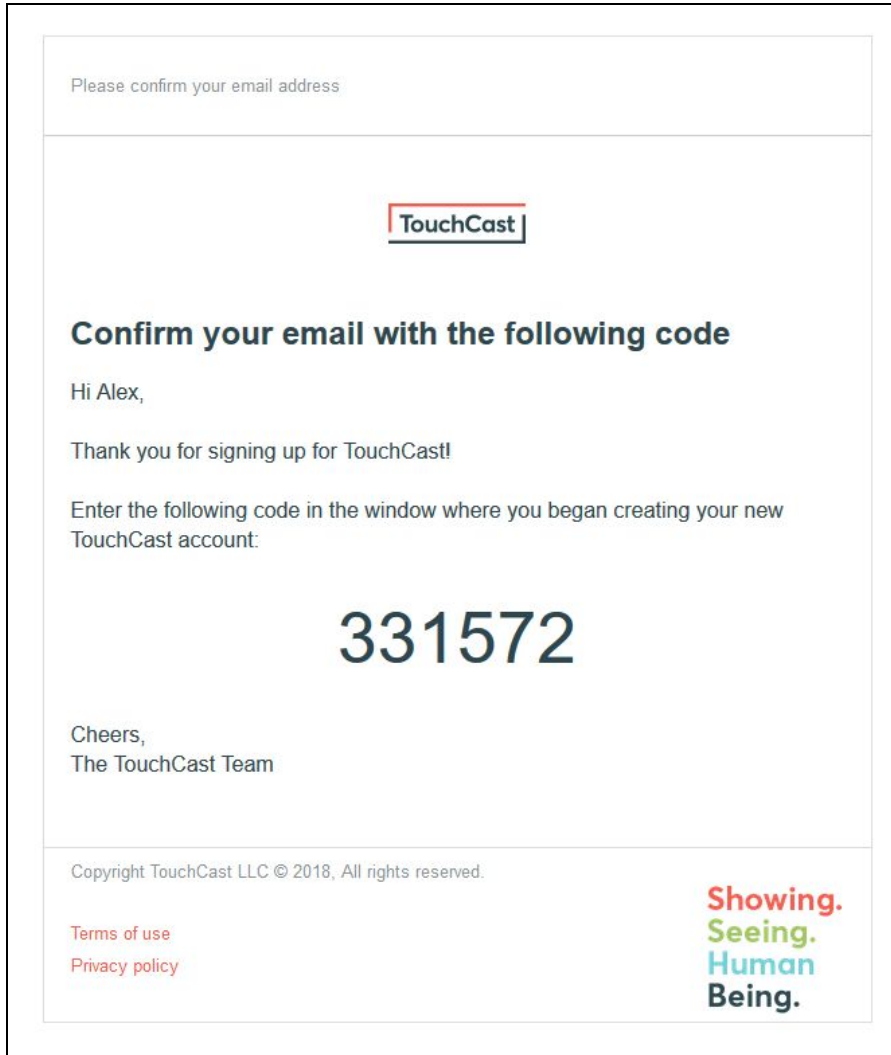 Please confirm your email address
TouchCast
Confirm your email with the following code
Hi Alex,
Thank you for signing up for TouchCast!
Enter the following code in the window where you began creating your new
TouchCast account:
331572
Cheers,
The TouchCast Team
Copyright TouchCast LLC © 2018, All rights reserved.
Terms of use
Privacy policy
Showing.
Seeing.
Human
Being.